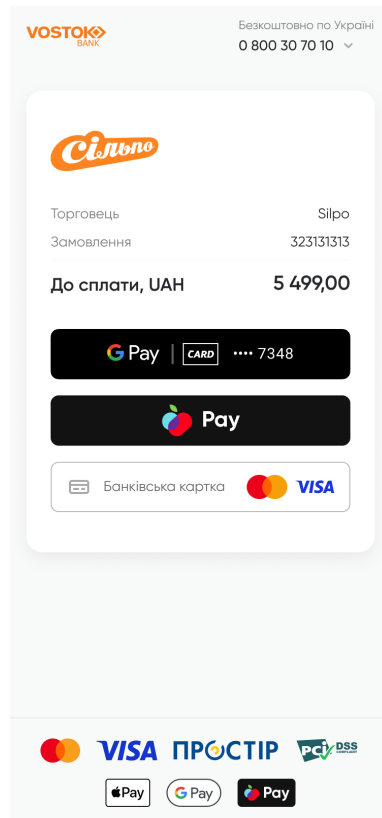 VOSTOK BANK
Безкоштовно по Україні
0 800 30 70 10
Сільпо
Торговець Silpo
Замовлення 323131313
До сплати, UAH 5 499,00
G Pay | CARD •••• 7348
Pay
Банківська картка VISA
VISA ПРОСТІР PCI DSS COMPLIANT
Pay G Pay Pay